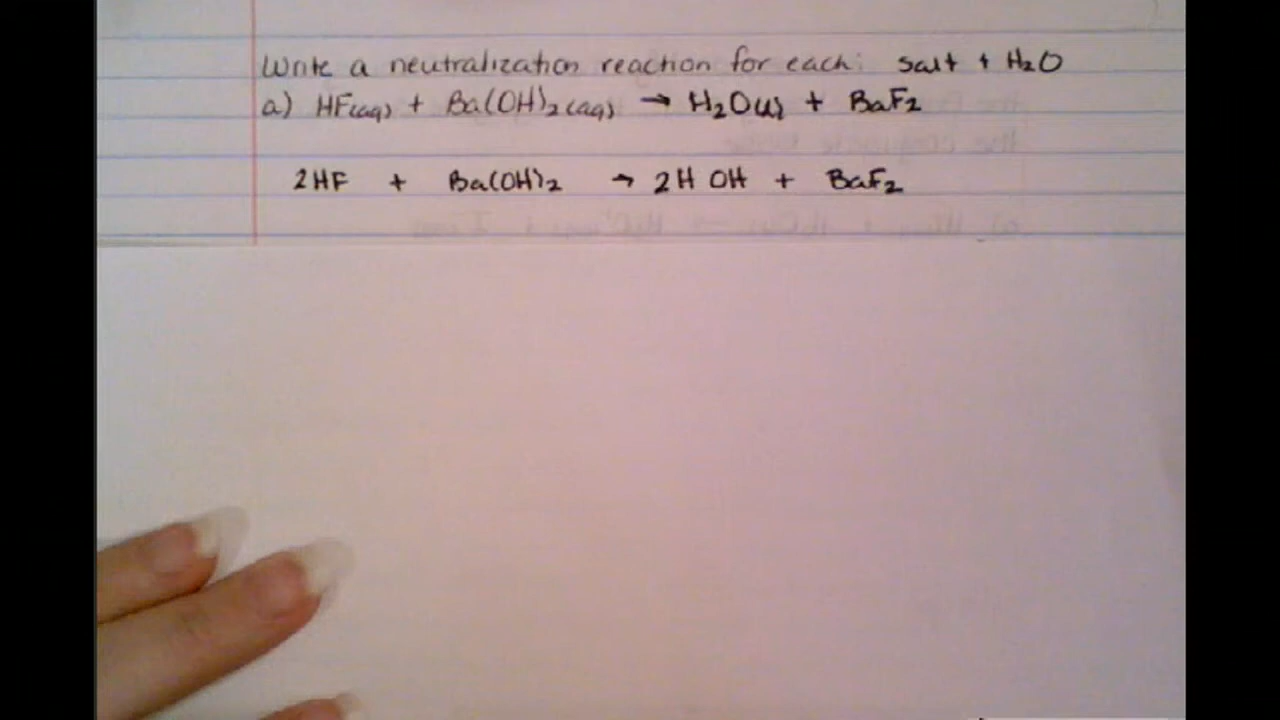 Write a neutralization reaction for each: salt + H₂O
a) HF(aq) + Ba(OH)₂(aq) → H₂O(l) + BaF₂
2HF + Ba(OH)₂ → 2H OH + BaF₂